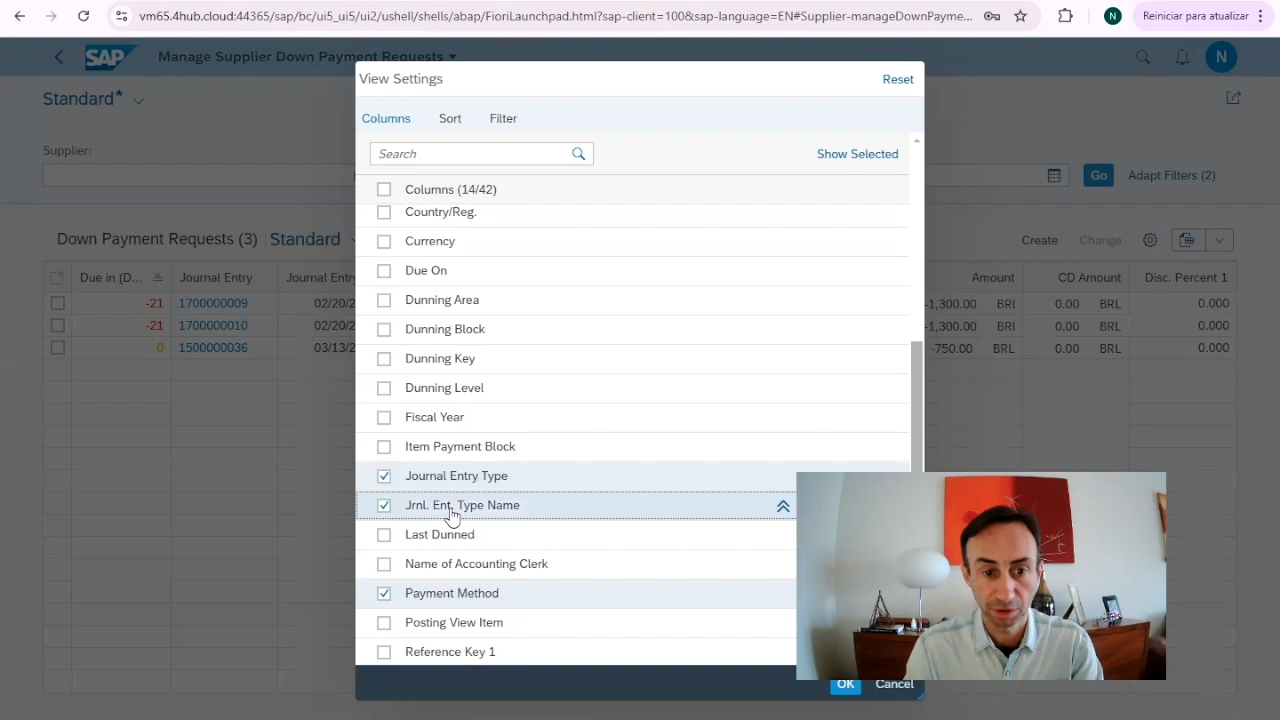 vm65.4hub.cloud:44365/sap/bc/ui5_ui5/ui2/ushell/shells/abap/FioriLaunchpad.html?sap-client=100&sap-language=EN#Supplier-manageDownPayme...
N
Reiniciar para atualizar
SAP
Manage Supplier Down Payment Requests
N
Standard*
Supplier:
Go
Adapt Filters (2)
Down Payment Requests (3)
Standard
Create
Change
Due in (D...
Journal Entry
Journal Entr
Amount
CD Amount
Disc. Percent 1
-21
1700000009
02/20/2
-1,300.00
BRI
0.00
BRL
0.000
-21
1700000010
02/20/2
-1,300.00
BRI
0.00
BRL
0.000
0
1500000036
03/13/2
-750.00
BRI
0.00
BRL
0.000
View Settings
Reset
Columns
Sort
Filter
Search
Show Selected
Columns (14/42)
Country/Reg.
Currency
Due On
Dunning Area
Dunning Block
Dunning Key
Dunning Level
Fiscal Year
Item Payment Block
Journal Entry Type
Jrnl. Ent. Type Name
Last Dunned
Name of Accounting Clerk
Payment Method
Posting View Item
Reference Key 1
OK
Cancel